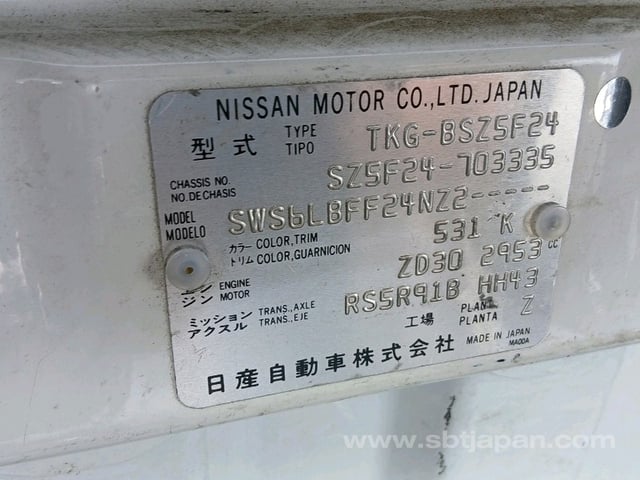 NISSAN MOTOR CO.,LTD. JAPAN
型式 TYPE TIPO TKG-BSZ5F24
CHASSIS NO. NO.DE CHASIS SZ5F24-703335
MODEL MODELO SWS6LBFF24NZ2-----
カラー COLOR,TRIM トリム COLOR,GUARNICION 531 K
エンジン ENGINE MOTOR ZD30 2953 CC
ミッション TRANS.,AXLE アクスル TRANS.,EJE RS5R91B HH43
工場 PLANT PLANTA Z
日産自動車株式会社 MADE IN JAPAN
MA00A
www.sbtjapan.com